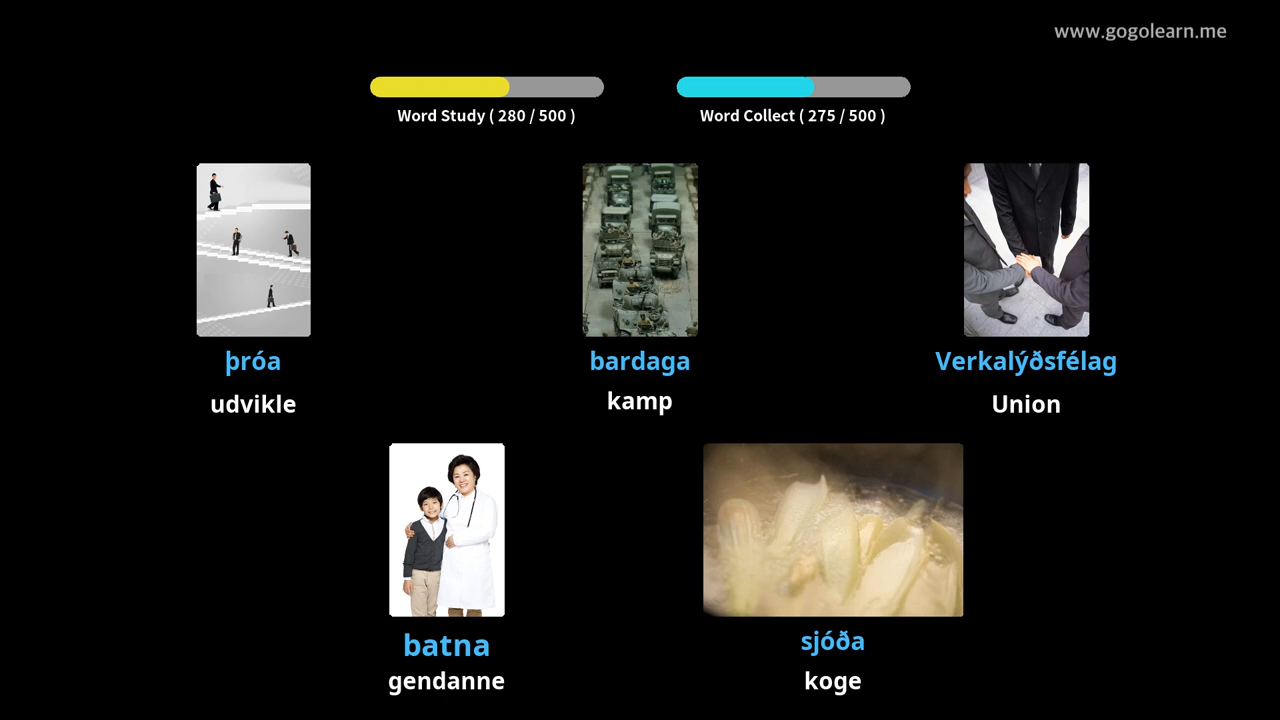 www.gogolearn.me
Word Study ( 280 / 500 )
Word Collect ( 275 / 500 )
þróa
udvikle
bardaga
kamp
Verkalýðsfélag
Union
batna
gendanne
sjóða
koge